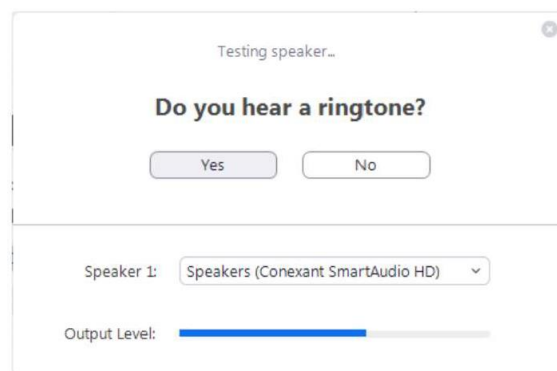 Testing speaker...
Do you hear a ringtone?
Yes
No
Speaker 1:
Speakers (Conexant SmartAudio HD)
Output Level: